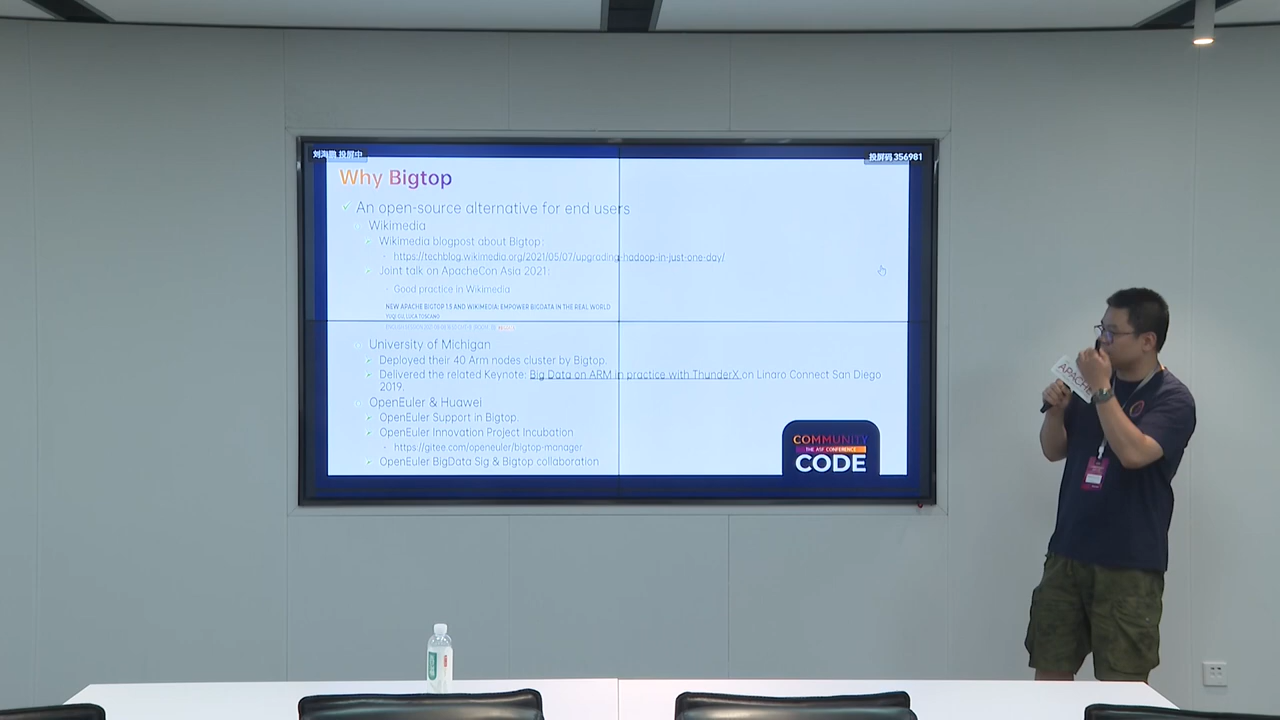 刘海鹏 投屏中
投屏码 356981
Why Bigtop
An open-source alternative for end users
Wikimedia
Wikimedia blogpost about Bigtop:
https://techblog.wikimedia.org/2021/05/07/upgrading-hadoop-in-just-one-day/
Joint talk on ApacheCon Asia 2021:
Good practice in Wikimedia
NEW APACHE BIGTOP 1.5 AND WIKIMEDIA: EMPOWER BIGDATA IN THE REAL WORLD
YUQI GU, LUCA TOSCANO
University of Michigan
Deployed their 40 Arm nodes cluster by Bigtop.
Delivered the related Keynote: Big Data on ARM in practice with ThunderX on Linaro Connect San Diego
2019.
OpenEuler & Huawei
OpenEuler Support in Bigtop.
OpenEuler Innovation Project Incubation
https://gitee.com/openeuler/bigtop-manager
OpenEuler BigData Sig & Bigtop collaboration
COMMUNITY
THE ASF CONFERENCE
CODE
APACHE